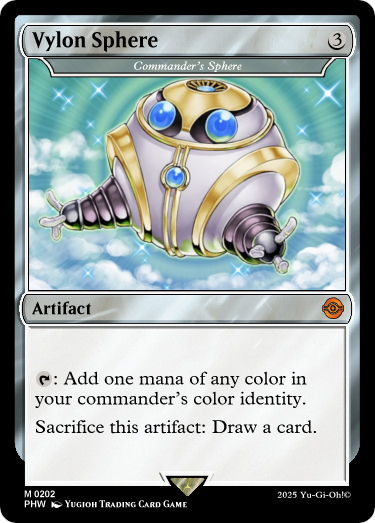 Vylon Sphere 3
Commander's Sphere
Artifact
: Add one mana of any color in
your commander's color identity.
Sacrifice this artifact: Draw a card.
M 0202
PHW Yugioh Trading Card Game
2025 Yu-Gi-Oh!©